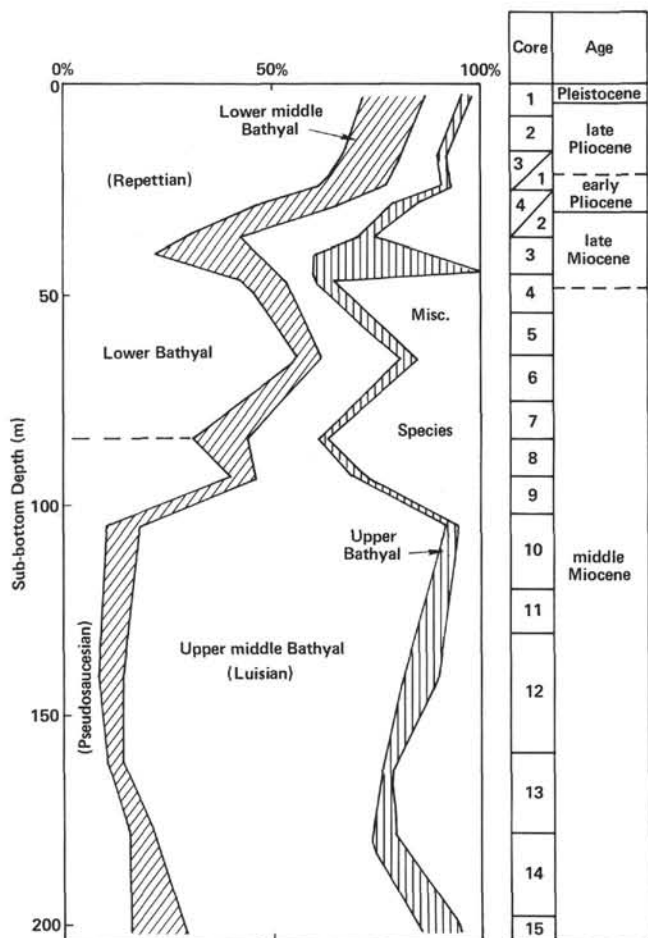 0%
50%
100%
Core
Age
0
50
100
150
200
Sub-bottom Depth (m)
Lower middle
Bathyal
(Repettian)
Lower Bathyal
Misc.
Species
Upper
Bathyal
Upper middle Bathyal
(Luisian)
(Pseudosaucesian)
1
2
3
1
4
2
3
4
5
6
7
8
9
10
11
12
13
14
15
Pleistocene
late
Pliocene
early
Pliocene
late
Miocene
middle
Miocene